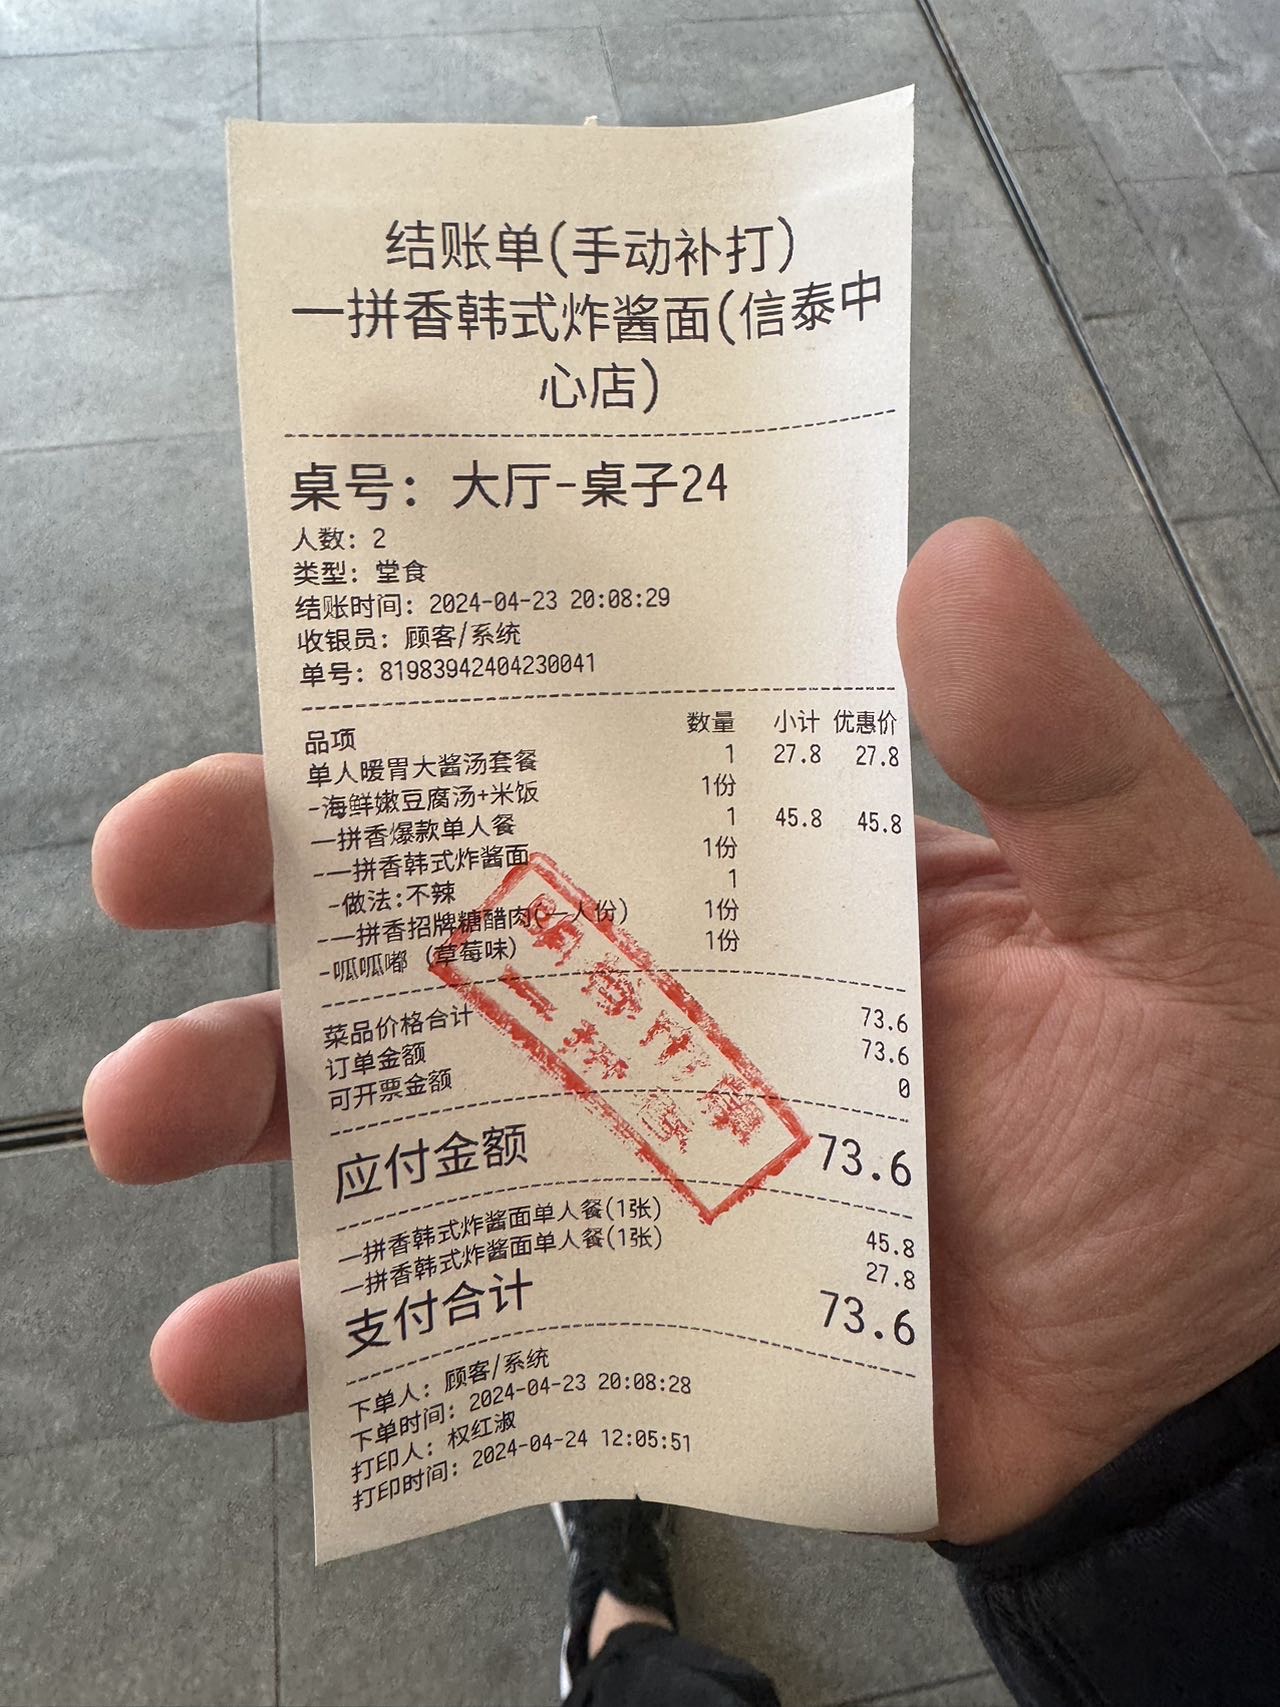 结账单(手动补打)
一拼香韩式炸酱面(信泰中
心店)
桌号: 大厅-桌子24
人数: 2
类型: 堂食
结账时间: 2024-04-23 20:08:29
收银员: 顾客/系统
单号: 81983942404230041
品项 数量 小计 优惠价
单人暖胃大酱汤套餐 1 27.8 27.8
-海鲜嫩豆腐汤+米饭 1份
一拼香爆款单人餐 1 45.8 45.8
-一拼香韩式炸酱面 1份
-做法:不辣 1
-一拼香招牌糖醋肉(一人份) 1份
-呱呱嘟 (草莓味) 1份
菜品价格合计 73.6
订单金额 73.6
可开票金额 0
应付金额 73.6
一拼香韩式炸酱面单人餐(1张) 45.8
一拼香韩式炸酱面单人餐(1张) 27.8
支付合计 73.6
下单人: 顾客/系统
下单时间: 2024-04-23 20:08:28
打印人: 权红淑
打印时间: 2024-04-24 12:05:51